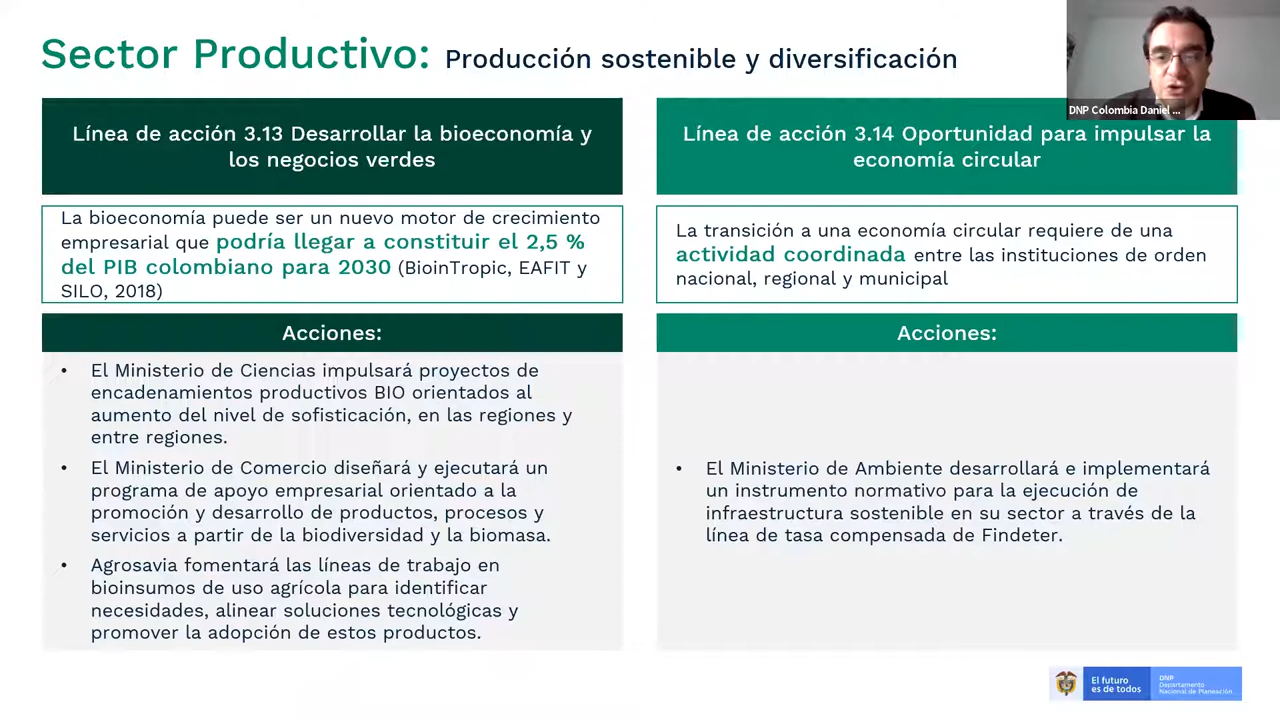 Sector Productivo: Producción sostenible y diversificación
DNP Colombia Daniel ...
Línea de acción 3.13 Desarrollar la bioeconomía y
los negocios verdes
La bioeconomía puede ser un nuevo motor de crecimiento
empresarial que podría llegar a constituir el 2,5 %
del PIB colombiano para 2030 (BioinTropic, EAFIT y
SILO, 2018)
Acciones:
• El Ministerio de Ciencias impulsará proyectos de
encadenamientos productivos BIO orientados al
aumento del nivel de sofisticación, en las regiones y
entre regiones.
• El Ministerio de Comercio diseñará y ejecutará un
programa de apoyo empresarial orientado a la
promoción y desarrollo de productos, procesos y
servicios a partir de la biodiversidad y la biomasa.
• Agrosavia fomentará las líneas de trabajo en
bioinsumos de uso agrícola para identificar
necesidades, alinear soluciones tecnológicas y
promover la adopción de estos productos.
Línea de acción 3.14 Oportunidad para impulsar la
economía circular
La transición a una economía circular requiere de una
actividad coordinada entre las instituciones de orden
nacional, regional y municipal
Acciones:
• El Ministerio de Ambiente desarrollará e implementará
un instrumento normativo para la ejecución de
infraestructura sostenible en su sector a través de la
línea de tasa compensada de Findeter.
El futuro
es de todos
DNP
Departamento
Nacional de Planeación